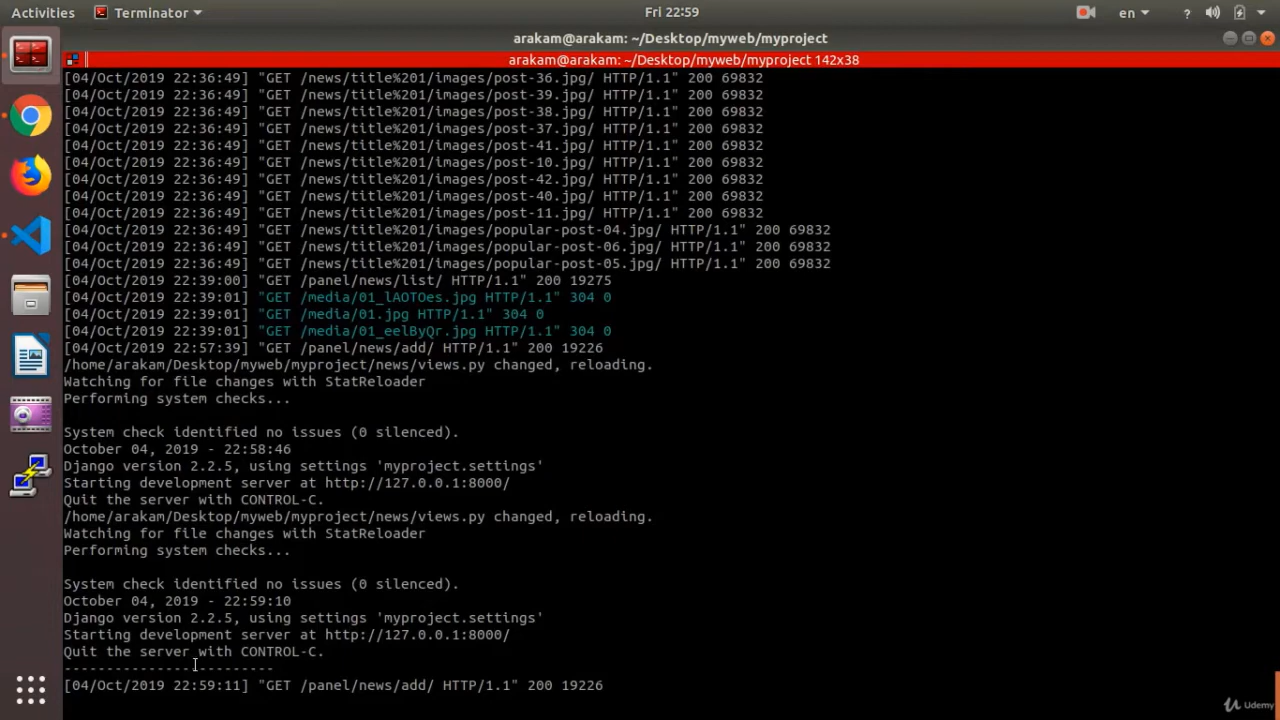 Activities Terminator Fri 22:59 en ?
arakam@arakam: ~/Desktop/myweb/myproject
arakam@arakam: ~/Desktop/myweb/myproject 142x38
[04/Oct/2019 22:36:49] "GET /news/title%201/images/post-36.jpg/ HTTP/1.1" 200 69832
[04/Oct/2019 22:36:49] "GET /news/title%201/images/post-39.jpg/ HTTP/1.1" 200 69832
[04/Oct/2019 22:36:49] "GET /news/title%201/images/post-38.jpg/ HTTP/1.1" 200 69832
[04/Oct/2019 22:36:49] "GET /news/title%201/images/post-37.jpg/ HTTP/1.1" 200 69832
[04/Oct/2019 22:36:49] "GET /news/title%201/images/post-41.jpg/ HTTP/1.1" 200 69832
[04/Oct/2019 22:36:49] "GET /news/title%201/images/post-10.jpg/ HTTP/1.1" 200 69832
[04/Oct/2019 22:36:49] "GET /news/title%201/images/post-42.jpg/ HTTP/1.1" 200 69832
[04/Oct/2019 22:36:49] "GET /news/title%201/images/post-40.jpg/ HTTP/1.1" 200 69832
[04/Oct/2019 22:36:49] "GET /news/title%201/images/post-11.jpg/ HTTP/1.1" 200 69832
[04/Oct/2019 22:36:49] "GET /news/title%201/images/popular-post-04.jpg/ HTTP/1.1" 200 69832
[04/Oct/2019 22:36:49] "GET /news/title%201/images/popular-post-06.jpg/ HTTP/1.1" 200 69832
[04/Oct/2019 22:36:49] "GET /news/title%201/images/popular-post-05.jpg/ HTTP/1.1" 200 69832
[04/Oct/2019 22:39:00] "GET /panel/news/list/ HTTP/1.1" 200 19275
[04/Oct/2019 22:39:01] "GET /media/01_lAOTOes.jpg HTTP/1.1" 304 0
[04/Oct/2019 22:39:01] "GET /media/01.jpg HTTP/1.1" 304 0
[04/Oct/2019 22:39:01] "GET /media/01_eelByQr.jpg HTTP/1.1" 304 0
[04/Oct/2019 22:57:39] "GET /panel/news/add/ HTTP/1.1" 200 19226
/home/arakam/Desktop/myweb/myproject/news/views.py changed, reloading.
Watching for file changes with StatReloader
Performing system checks...
System check identified no issues (0 silenced).
October 04, 2019 - 22:58:46
Django version 2.2.5, using settings 'myproject.settings'
Starting development server at http://127.0.0.1:8000/
Quit the server with CONTROL-C.
/home/arakam/Desktop/myweb/myproject/news/views.py changed, reloading.
Watching for file changes with StatReloader
Performing system checks...
System check identified no issues (0 silenced).
October 04, 2019 - 22:59:10
Django version 2.2.5, using settings 'myproject.settings'
Starting development server at http://127.0.0.1:8000/
Quit the server with CONTROL-C.
-------------------------
[04/Oct/2019 22:59:11] "GET /panel/news/add/ HTTP/1.1" 200 19226
Udemy